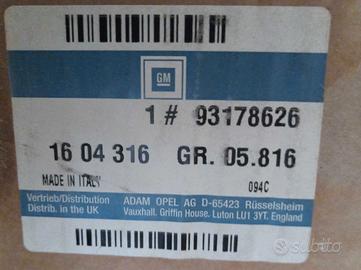 GM
1 # 93178626
16 04 316 GR. 05.816
MADE IN ITALY 094C
Vertrieb/Distribution ADAM OPEL AG D-65423 Rüsselsheim
Distrib. in the UK Vauxhall. Griffin House. Luton LU1 3YT. England
subito